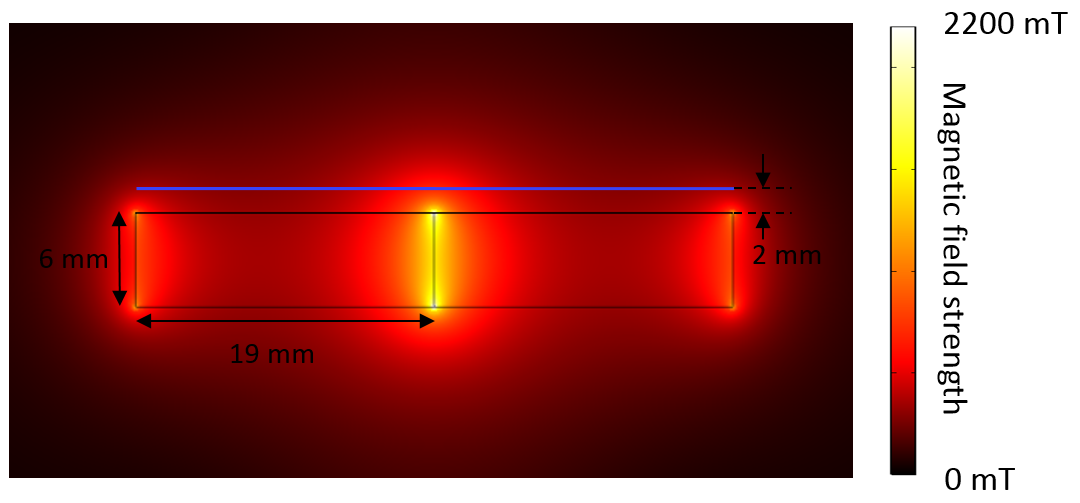 2200 mT
Magnetic field strength
6 mm
2 mm
19 mm
0 mT